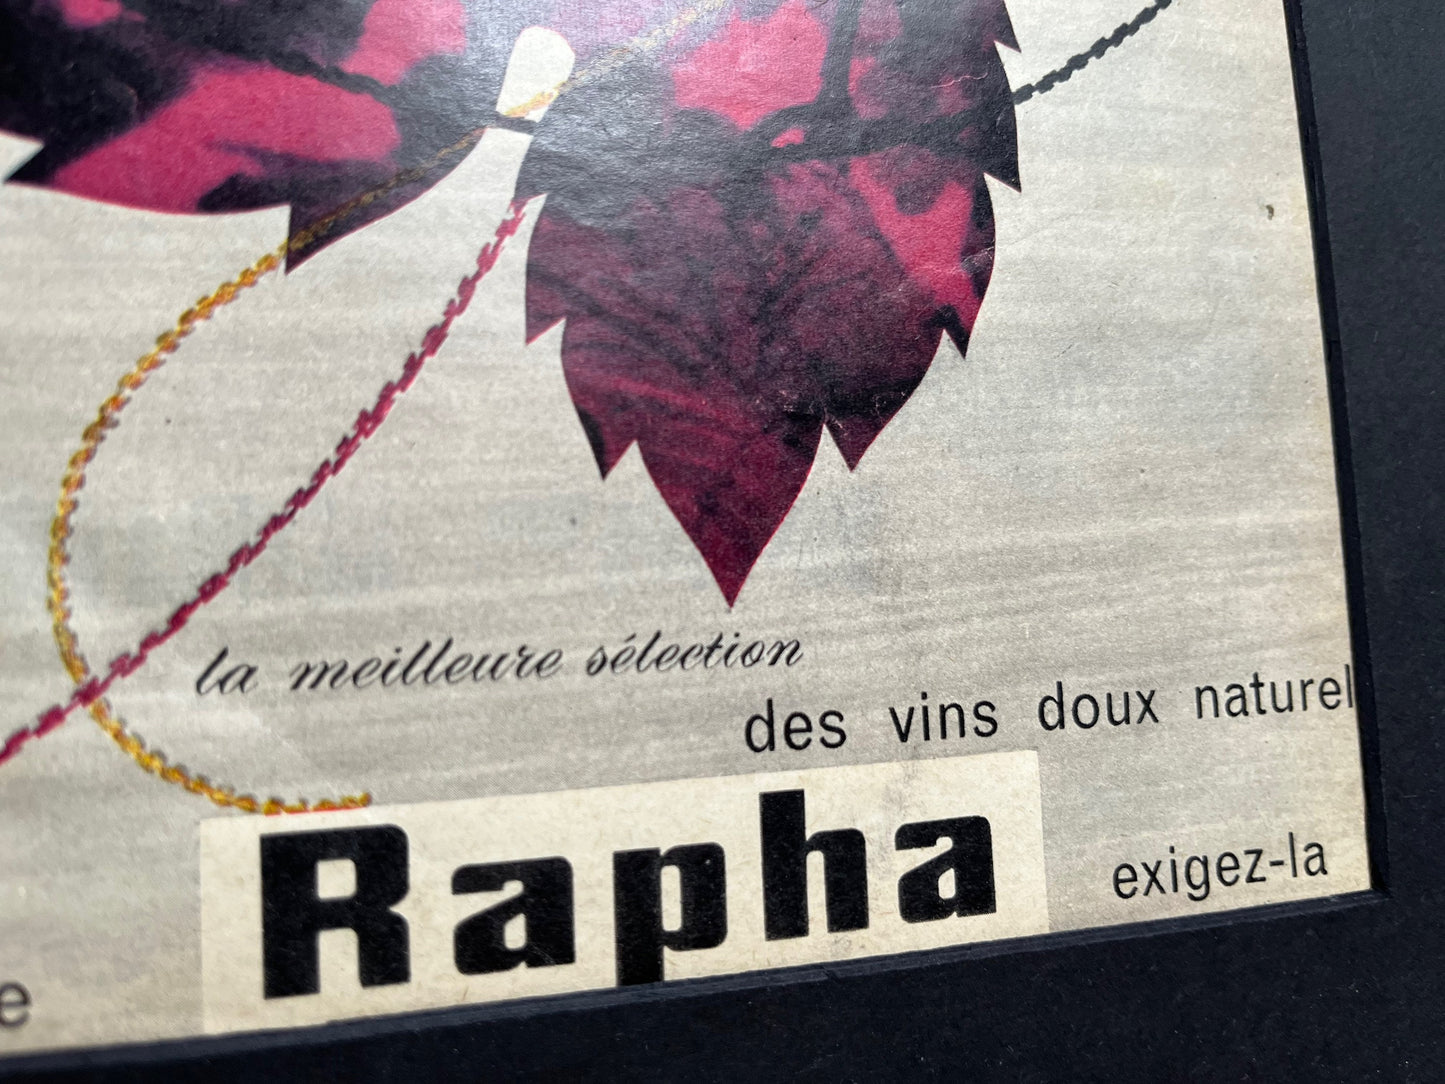 la meilleure sélection
des vins doux naturel
Rapha
exigez-la
e